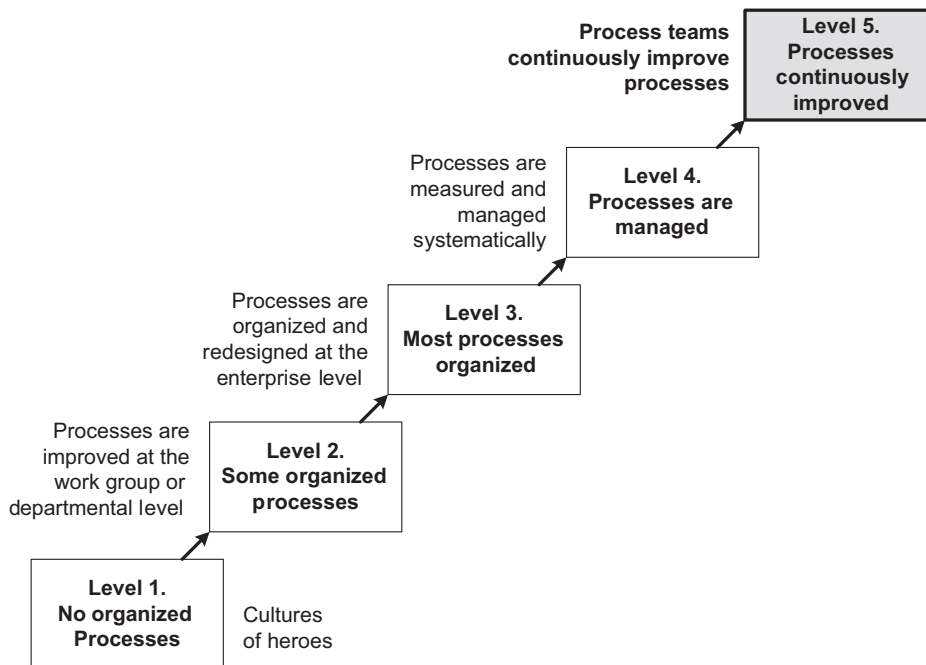 Process teams
continuously improve
processes
Level 5.
Processes
continuously
improved
Processes are
measured and
managed
systematically
Level 4.
Processes are
managed
Processes are
organized and
redesigned at the
enterprise level
Level 3.
Most processes
organized
Processes are
improved at the
work group or
departmental level
Level 2.
Some organized
processes
Level 1.
No organized
Processes
Cultures
of heroes